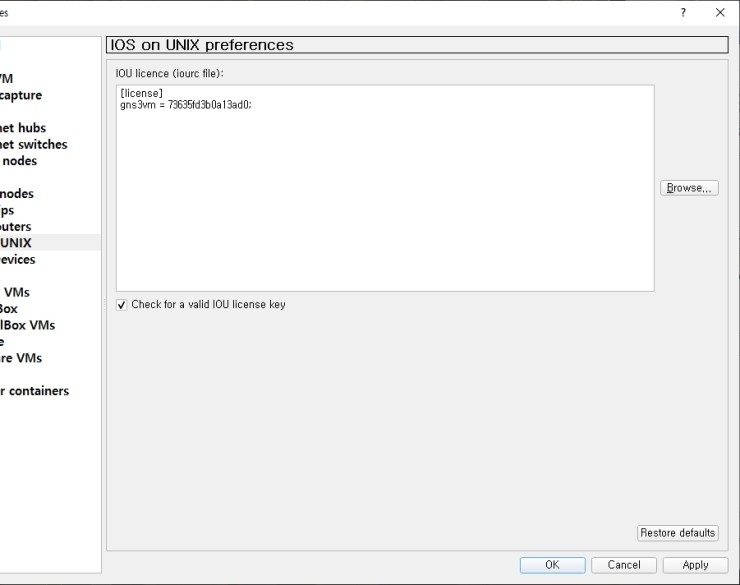 es
?
IOS on UNIX preferences
IOU licence (iourc file):
[license]
gns3vm = 73635fd3b0a13ad0;
Browse...
Check for a valid IOU license key
VM
capture
net hubs
net switches
nodes
nodes
ps
outers
UNIX
evices
VMs
Box
lBox VMs
e
re VMs
r containers
Restore defaults
OK
Cancel
Apply